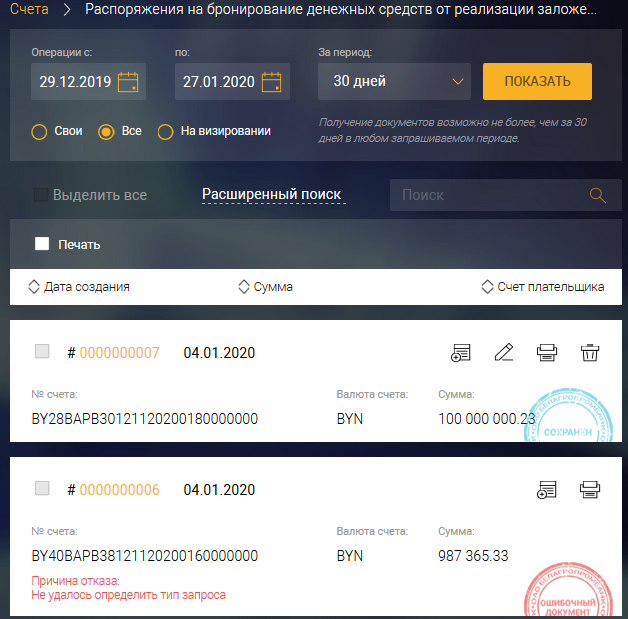 Счета > Распоряжения на бронирование денежных средств от реализации заложе...
Операции с: по: За период:
29.12.2019 27.01.2020 30 дней ПОКАЗАТЬ
Свои Все На визировании
Получение документов возможно не более, чем за 30
дней в любом запрашиваемом периоде.
Выделить все Расширенный поиск Поиск
Печать
Дата создания Сумма Счет плательщика
# 0000000007 04.01.2020
№ счета: Валюта счета: Сумма:
BY28BAPB30121120200180000000 BYN 100 000 000.23
БЕЛАГРОПРОМБАНК
СОХРАНЕН
# 0000000006 04.01.2020
№ счета: Валюта счета: Сумма:
BY40BAPB38121120200160000000 BYN 987 365.33
Причина отказа:
Не удалось определить тип запроса
ОАО БЕЛАГРОПРОМБАНК
ОШИБОЧНЫЙ
ДОКУМЕНТ